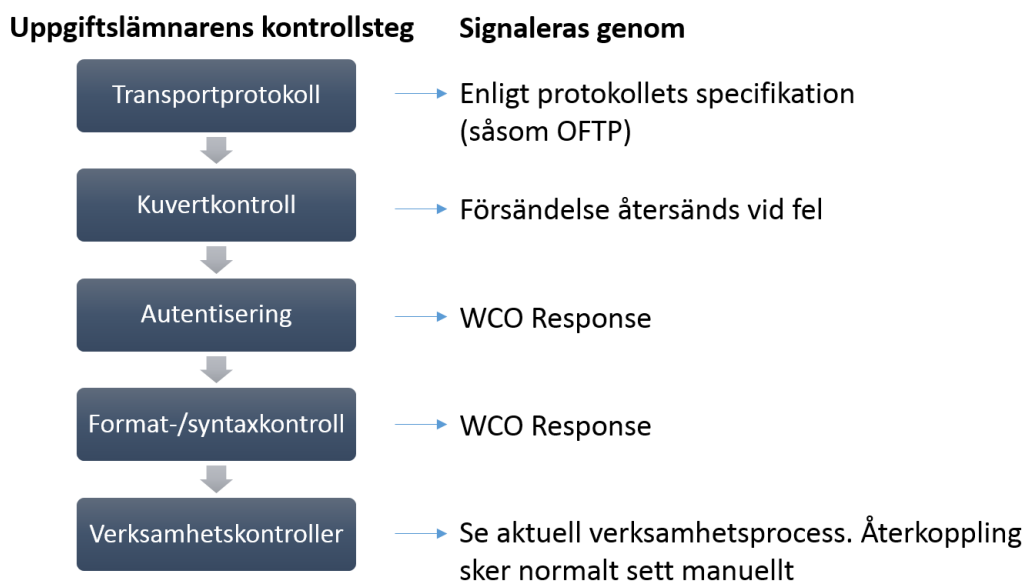 Uppgiftslämnarens kontrollsteg
Signaleras genom
Transportprotokoll
Enligt protokollets specifikation
(såsom OFTP)
Kuvertkontroll
Försändelse återsänds vid fel
Autentisering
WCO Response
Format-/syntaxkontroll
WCO Response
Verksamhetskontroller
Se aktuell verksamhetsprocess. Återkoppling
sker normalt sett manuellt